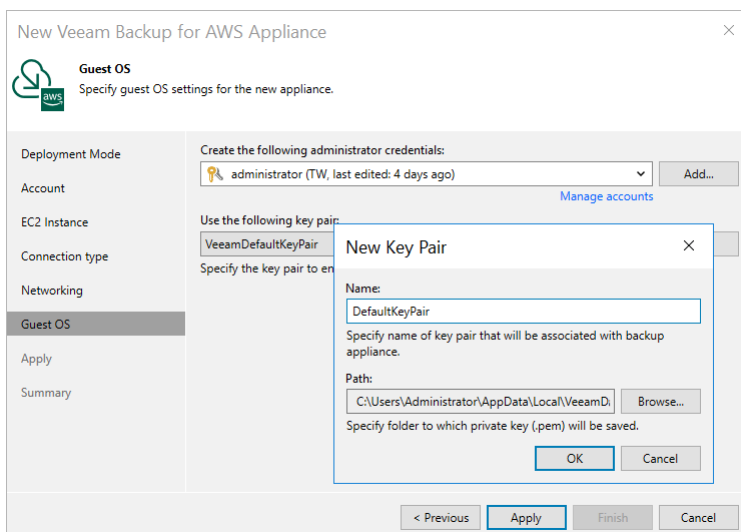 New Veeam Backup for AWS Appliance
Guest OS
Specify guest OS settings for the new appliance.
aws
Deployment Mode
Account
EC2 Instance
Connection type
Networking
Guest OS
Apply
Summary
Create the following administrator credentials:
administrator (TW, last edited: 4 days ago)
Add...
Manage accounts
Use the following key pair:
VeeamDefaultKeyPair
Specify the key pair to en
New Key Pair
Name:
DefaultKeyPair
Specify name of key pair that will be associated with backup
appliance.
Path:
C:\Users\Administrator\AppData\Local\VeeamD
Browse...
Specify folder to which private key (.pem) will be saved.
OK
Cancel
< Previous
Apply
Finish
Cancel